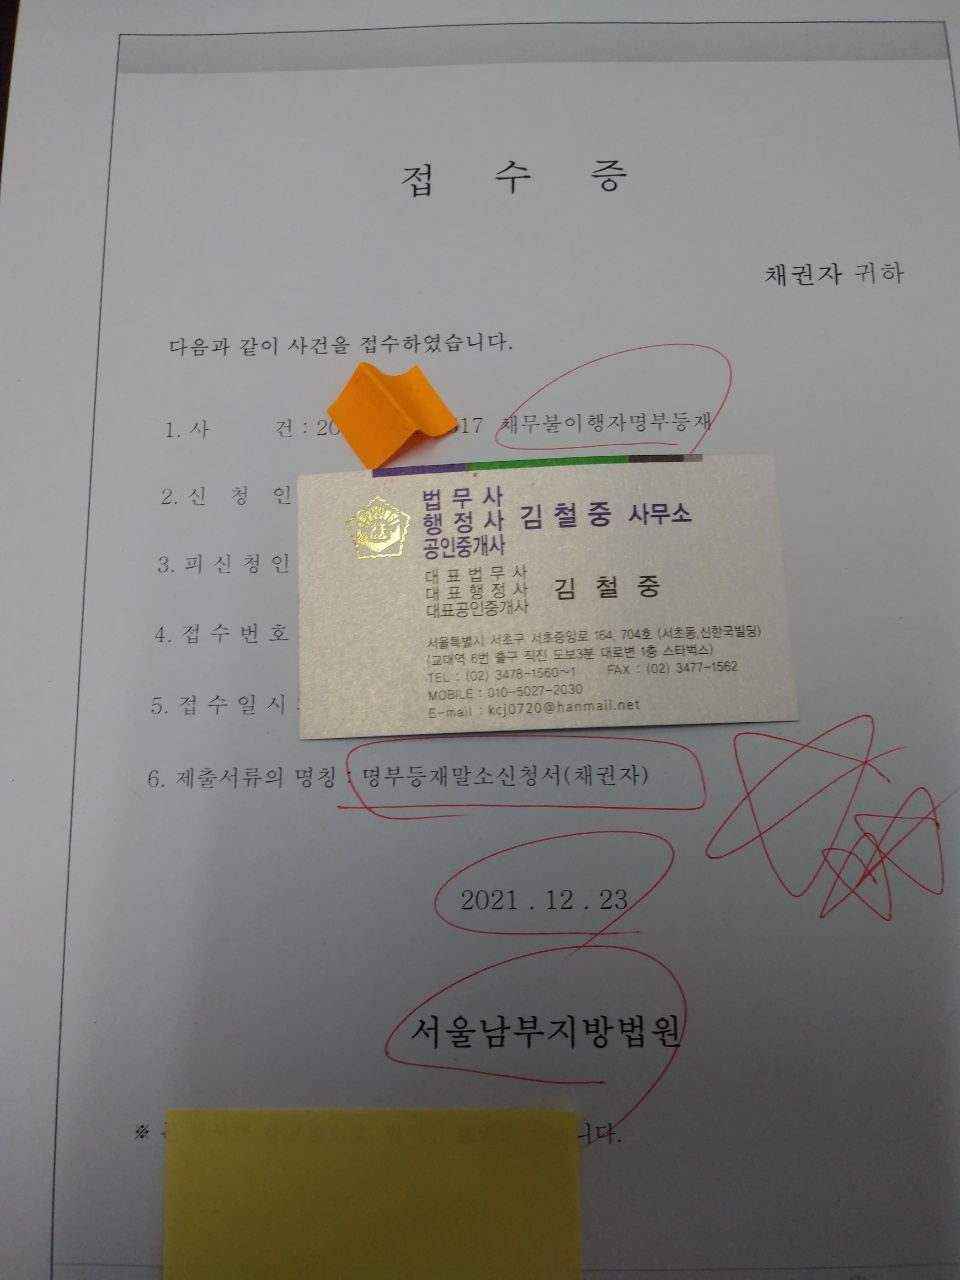 접 수 증
채권자 귀하
다음과 같이 사건을 접수하였습니다.
1. 사 건 : 20 17 채무불이행자명부등재
2. 신 청 인
3. 피 신 청 인
4. 접 수 번 호
5. 접 수 일 시 :
법 무 사
행 정 사 김 철 중 사무소
공인중개사
대 표 법 무 사
대 표 행 정 사 김 철 중
대표공인중개사
서울특별시 서초구 서초중앙로 164, 704호 (서초동,신한국빌딩)
(교대역 6번 출구 직진 도보3분 대로변 1층 스타벅스)
TEL : (02) 3478-1560~1 FAX : (02) 3477-1562
MOBILE : 010-5027-2030
E-mail : kcj0720@hanmail.net
6. 제출서류의 명칭 : 명부등재말소신청서(채권자)
2021 . 12 . 23
서울남부지방법원
※ 니다.